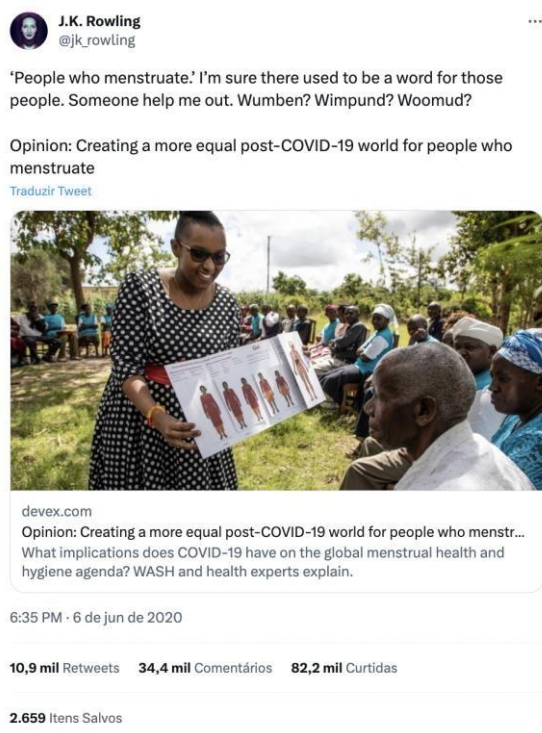 J.K. Rowling
@jk_rowling
‘People who menstruate.’ I’m sure there used to be a word for those
people. Someone help me out. Wumben? Wimpund? Woomud?
Opinion: Creating a more equal post-COVID-19 world for people who
menstruate
Traduzir Tweet
devex.com
Opinion: Creating a more equal post-COVID-19 world for people who menstr...
What implications does COVID-19 have on the global menstrual health and
hygiene agenda? WASH and health experts explain.
6:35 PM · 6 de jun de 2020
10,9 mil Retweets 34,4 mil Comentários 82,2 mil Curtidas
2.659 Itens Salvos